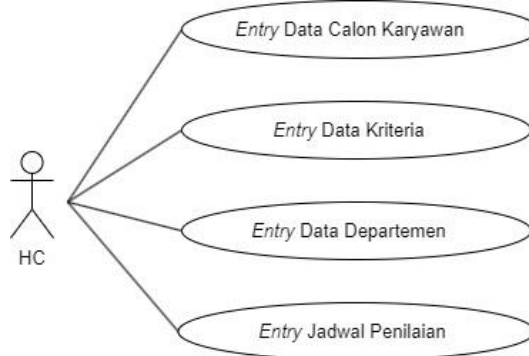 Entry Data Calon Karyawan
Entry Data Kriteria
Entry Data Departemen
HC
Entry Jadwal Penilaian